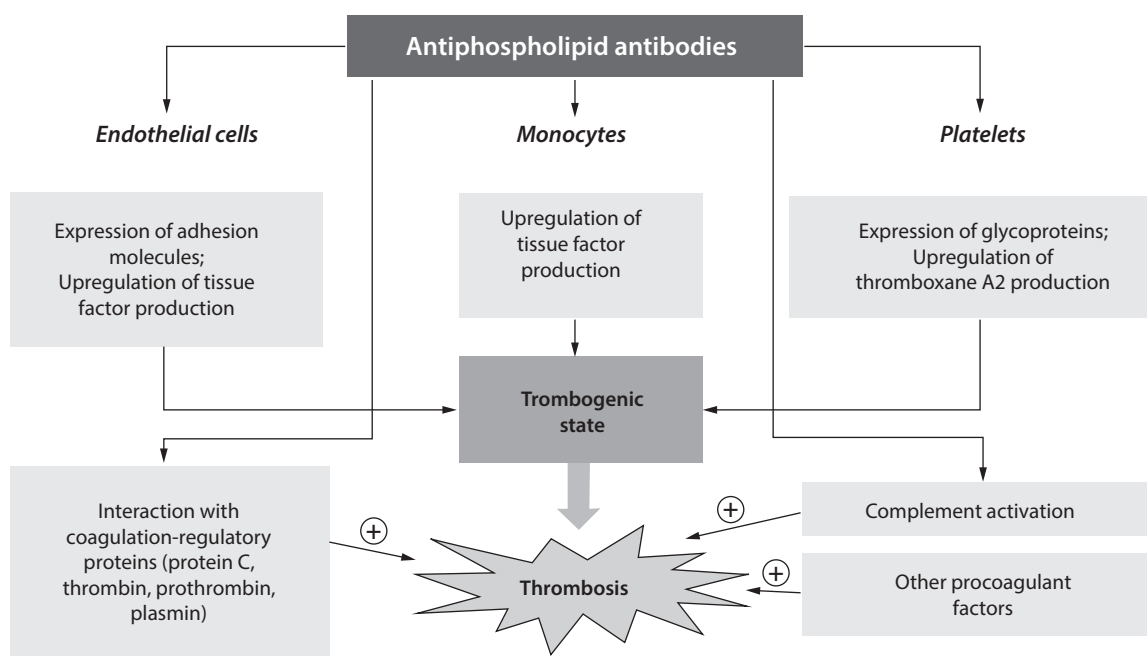 Antiphospholipid antibodies
Endothelial cells
Monocytes
Platelets
Expression of adhesion
molecules;
Upregulation of tissue
factor production
Upregulation of
tissue factor
production
Expression of glycoproteins;
Upregulation of
thromboxane A2 production
Trombogenic
state
Interaction with
coagulation-regulatory
proteins (protein C,
thrombin, prothrombin,
plasmin)
+
+
Complement activation
Thrombosis
+
Other procoagulant
factors